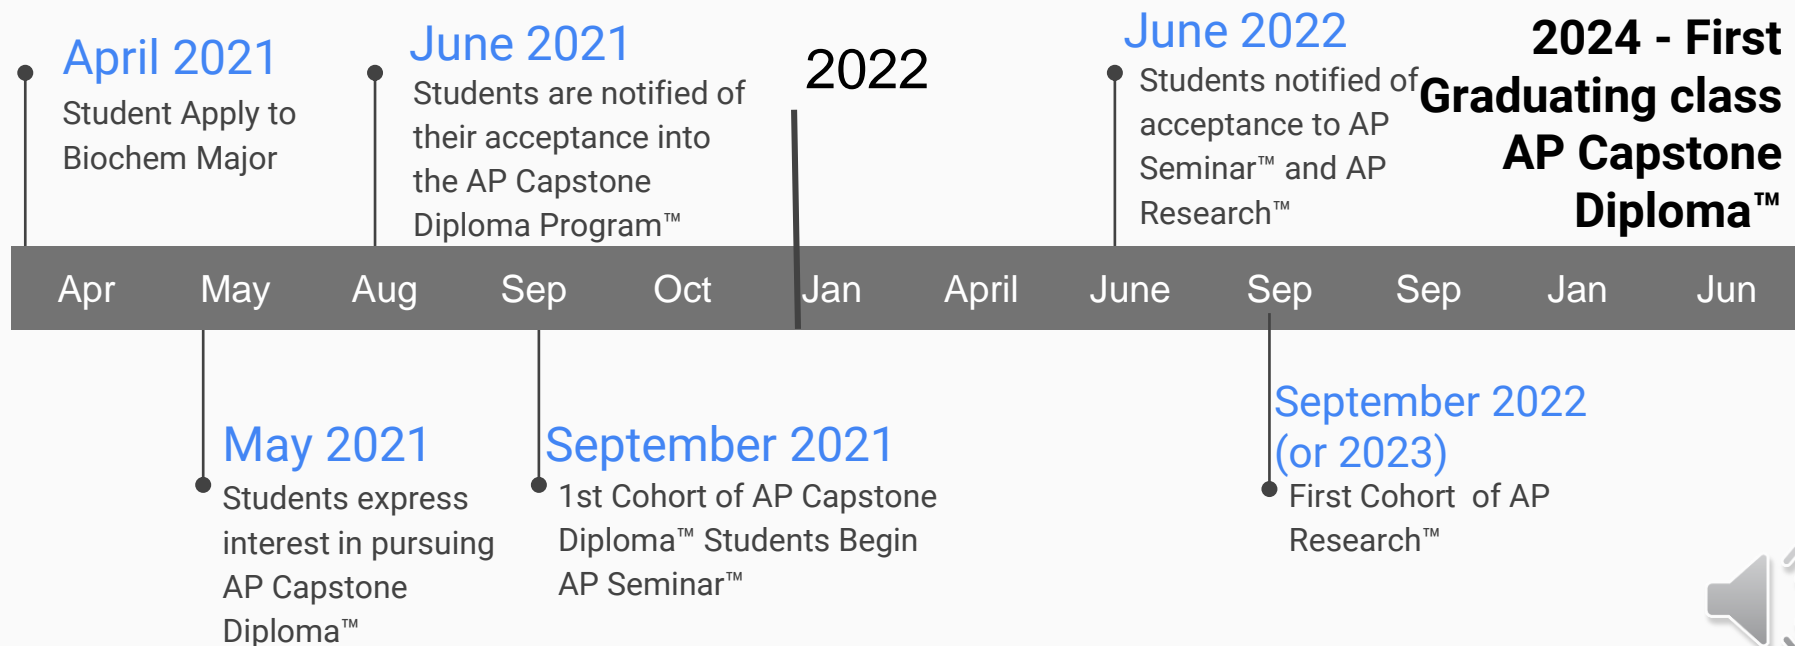 April 2021
Student Apply to
Biochem Major
June 2021
Students are notified of
their acceptance into
the AP Capstone
Diploma Program™
2022
June 2022
Students notified of
acceptance to AP
Seminar™ and AP
Research™
2024 - First
Graduating class
AP Capstone
Diploma™
Apr May Aug Sep Oct Jan April June Sep Sep Jan Jun
May 2021
Students express
interest in pursuing
AP Capstone
Diploma™
September 2021
1st Cohort of AP Capstone
Diploma™ Students Begin
AP Seminar™
September 2022
(or 2023)
First Cohort of AP
Research™